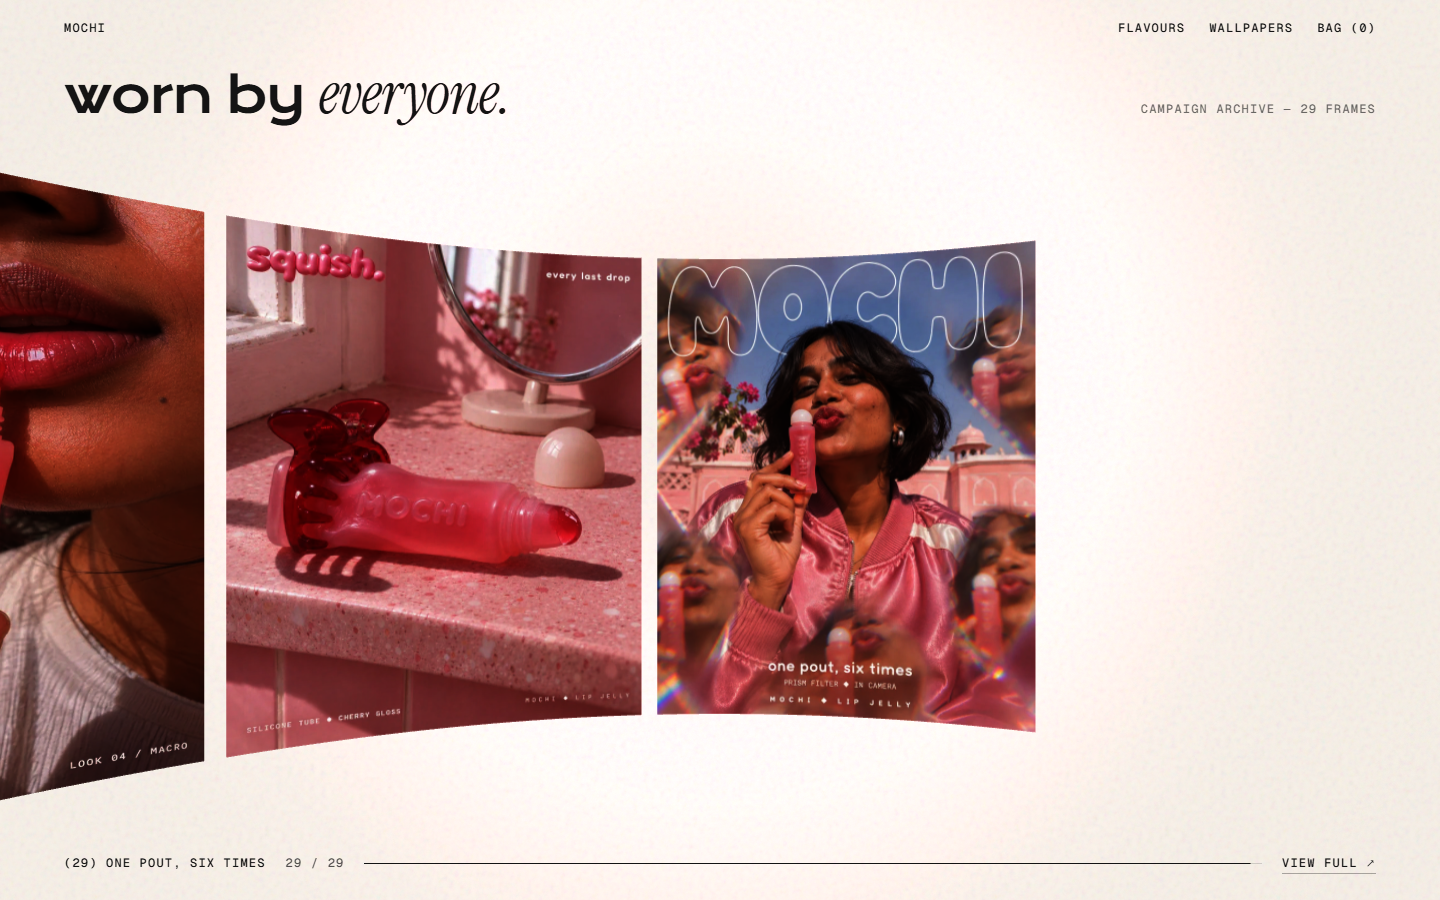 MOCHI
FLAVOURS WALLPAPERS BAG (0)
worn by everyone.
CAMPAIGN ARCHIVE — 29 FRAMES
LOOK 04 / MACRO
squish.
every last drop
MOCHI
SILICONE TUBE ◆ CHERRY GLOSS
MOCHI ◆ LIP JELLY
MOCHI
one pout, six times
PRISM FILTER ◆ IN CAMERA
MOCHI ◆ LIP JELLY
(29) ONE POUT, SIX TIMES 29 / 29
VIEW FULL ↗